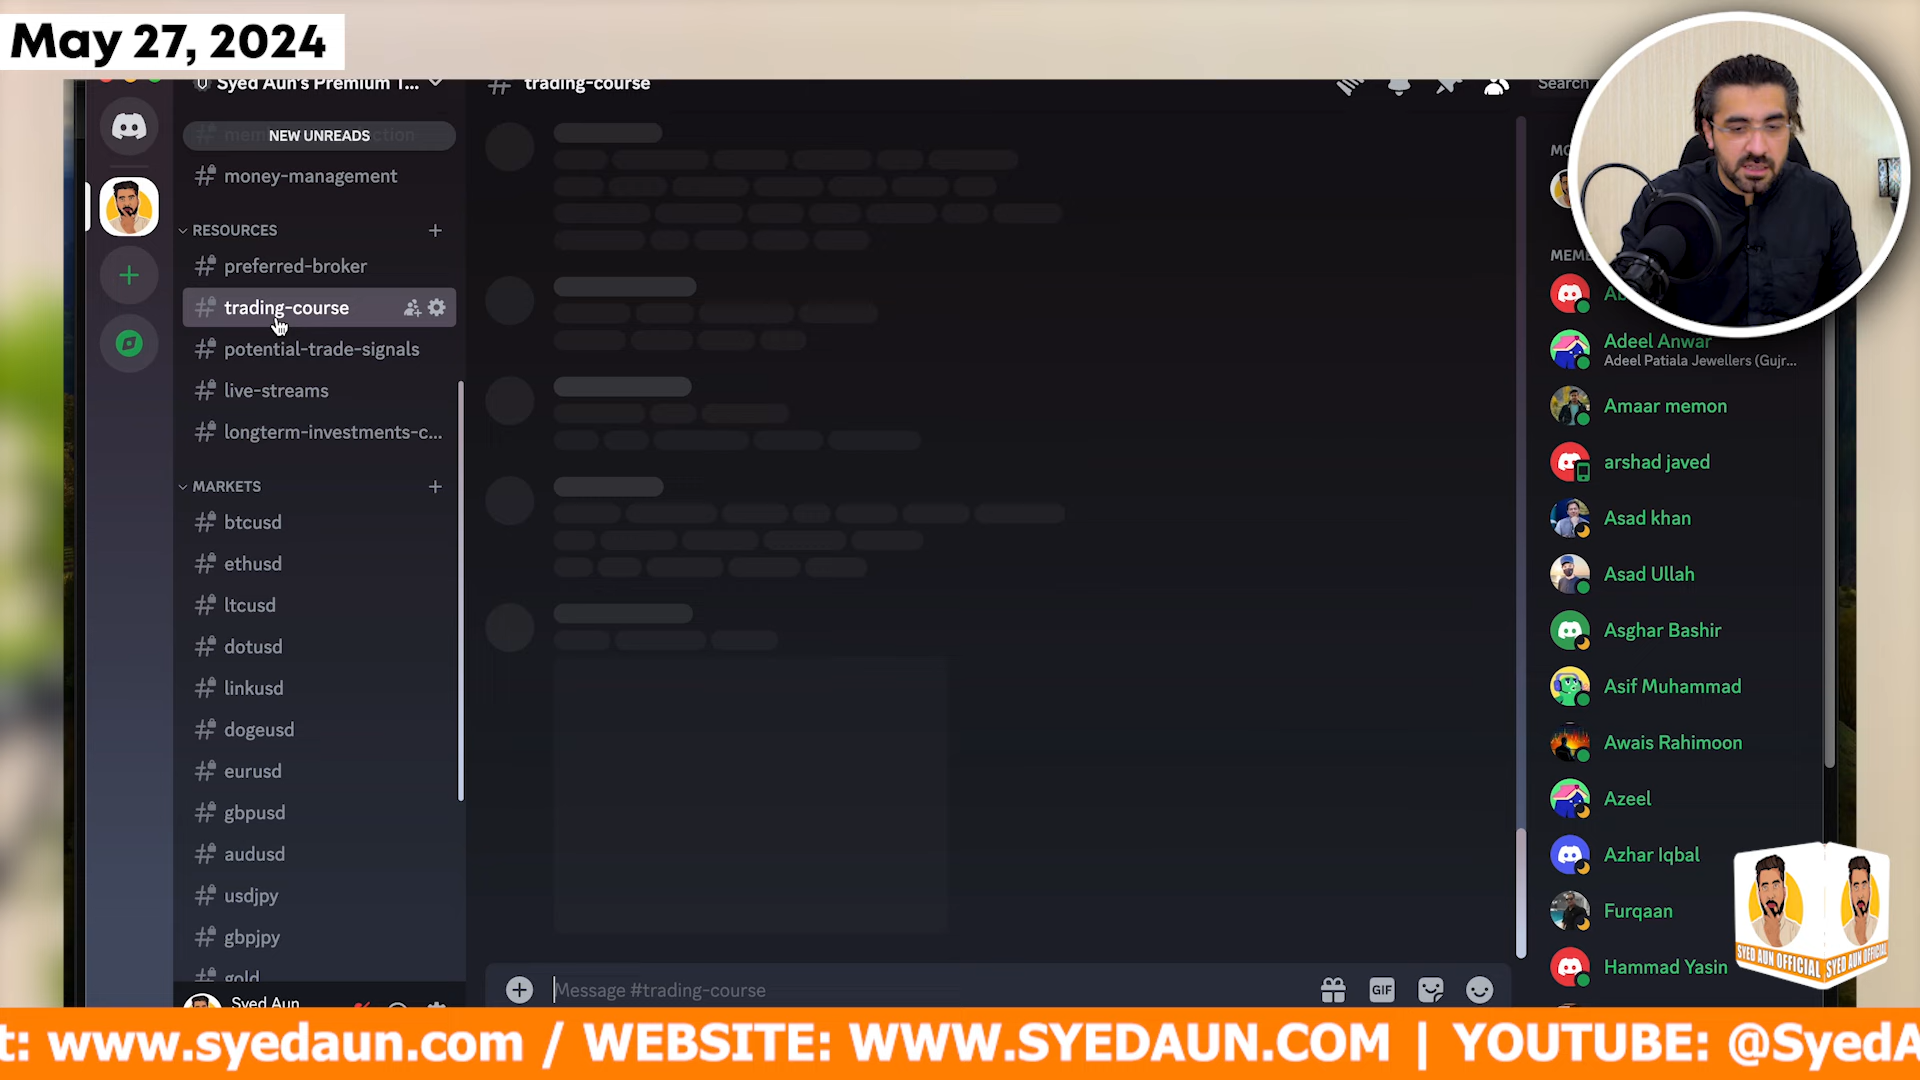 May 27, 2024
Syed Aun's Premium T...
NEW UNREADS
money-management
RESOURCES
preferred-broker
trading-course
potential-trade-signals
live-streams
longterm-investments-c...
MARKETS
btcusd
ethusd
ltcusd
dotusd
linkusd
dogeusd
eurusd
gbpusd
audusd
usdjpy
gbpjpy
gold
Syed Aun
trading-course
Message #trading-course
GIF
Search
Adeel Anwar
Adeel Patiala Jewellers (Gujr...
Amaar memon
arshad javed
Asad khan
Asad Ullah
Asghar Bashir
Asif Muhammad
Awais Rahimoon
Azeel
Azhar Iqbal
Furqaan
Hammad Yasin
SYED AUN OFFICIAL
SYED AUN OFFICIAL
t: www.syedaun.com / WEBSITE: WWW.SYEDAUN.COM | YOUTUBE: @SyedA